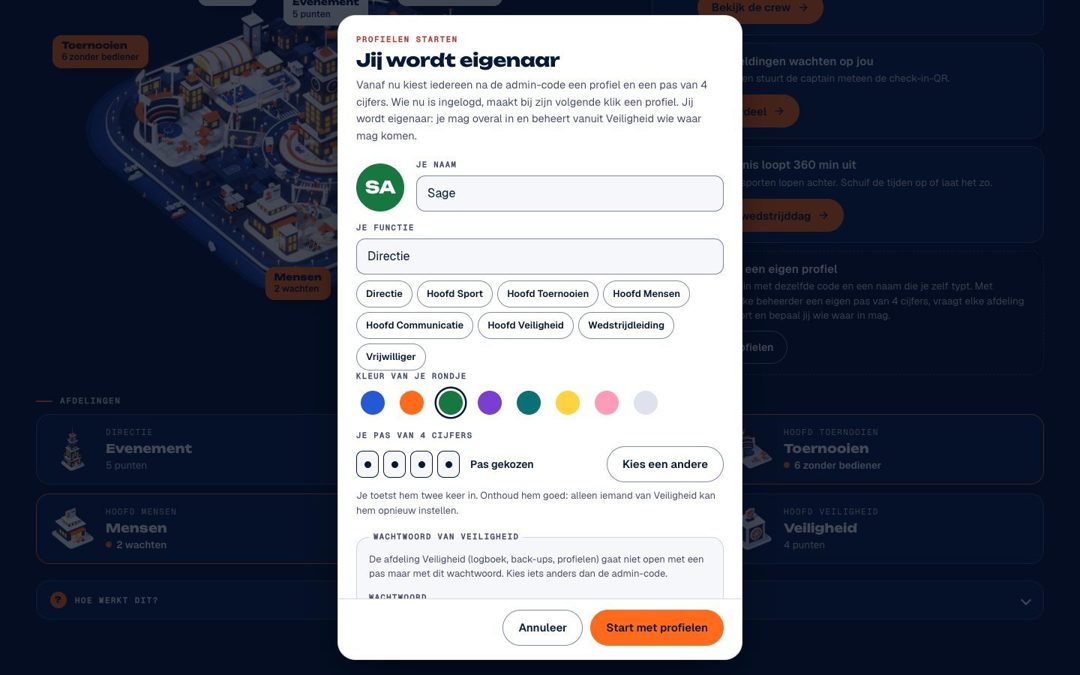 Evenement
5 punten
Toernooien
6 zonder bediener
Mensen
2 wachten
Bekijk de crew →
PROFIELEN STARTEN
Jij wordt eigenaar
Vanaf nu kiest iedereen na de admin-code een profiel en een pas van 4
cijfers. Wie nu is ingelogd, maakt bij zijn volgende klik een profiel. Jij
wordt eigenaar: je mag overal in en beheert vanuit Veiligheid wie waar
mag komen.
SA
JE NAAM
Sage
JE FUNCTIE
Directie
Directie
Hoofd Sport
Hoofd Toernooien
Hoofd Mensen
Hoofd Communicatie
Hoofd Veiligheid
Wedstrijdleiding
Vrijwilliger
KLEUR VAN JE RONDJE
JE PAS VAN 4 CIJFERS
Pas gekozen
Kies een andere
Je toetst hem twee keer in. Onthoud hem goed: alleen iemand van Veiligheid kan
hem opnieuw instellen.
WACHTWOORD VAN VEILIGHEID
De afdeling Veiligheid (logboek, back-ups, profielen) gaat niet open met een
pas maar met dit wachtwoord. Kies iets anders dan de admin-code.
WACHTWOORD
Annuleer
Start met profielen
eldingen wachten op jou
en stuurt de captain meteen de check-in-QR.
deel →
nis loopt 360 min uit
sporten lopen achter. Schuif de tijden op of laat het zo.
wedstrijddag →
een eigen profiel
in met dezelfde code en een naam die je zelf typt. Met
ke beheerder een eigen pas van 4 cijfers, vraagt elke afdeling
rt en bepaal jij wie waar in mag.
ofielen
AFDELINGEN
DIRECTIE
Evenement
5 punten
HOOFD TOERNOOIEN
Toernooien
6 zonder bediener
HOOFD MENSEN
Mensen
2 wachten
HOOFD VEILIGHEID
Veiligheid
4 punten
? HOE WERKT DIT?